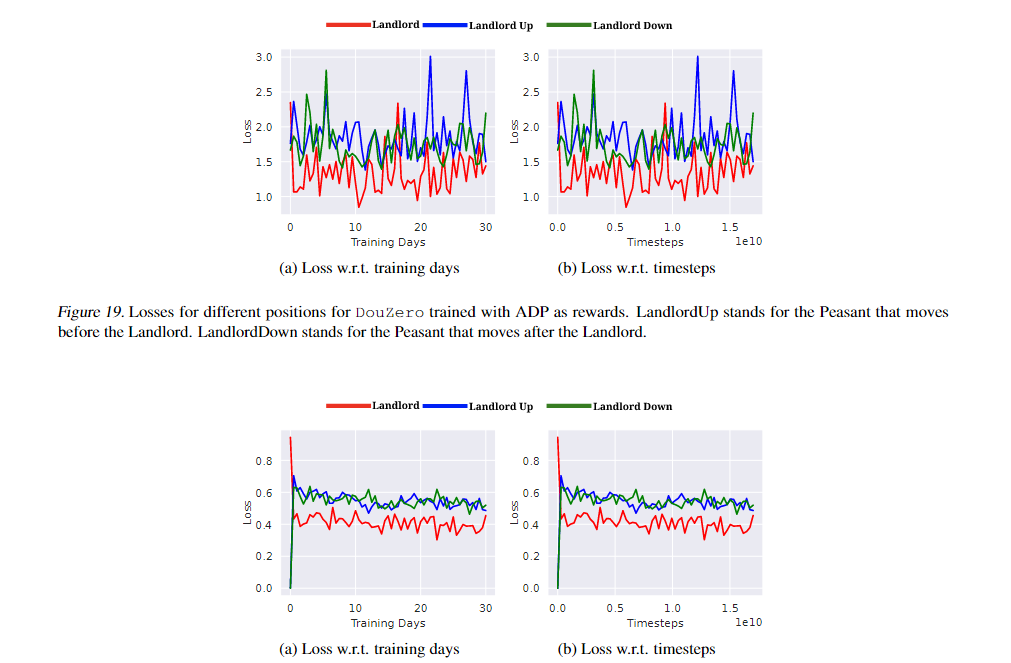 Landlord Landlord Up Landlord Down
3.0 3.0
2.5 2.5
2.0 2.0
1.5 1.5
1.0 1.0
Loss Loss
0 10 20 30 0.0 0.5 1.0 1.5
1e10
Training Days Timesteps
(a) Loss w.r.t. training days (b) Loss w.r.t. timesteps
Figure 19. Losses for different positions for DouZero trained with ADP as rewards. LandlordUp stands for the Peasant that moves
before the Landlord. LandlordDown stands for the Peasant that moves after the Landlord.
Landlord Landlord Up Landlord Down
0.8 0.8
0.6 0.6
0.4 0.4
0.2 0.2
0.0 0.0
Loss Loss
0 10 20 30 0.0 0.5 1.0 1.5
1e10
Training Days Timesteps
(a) Loss w.r.t. training days (b) Loss w.r.t. timesteps